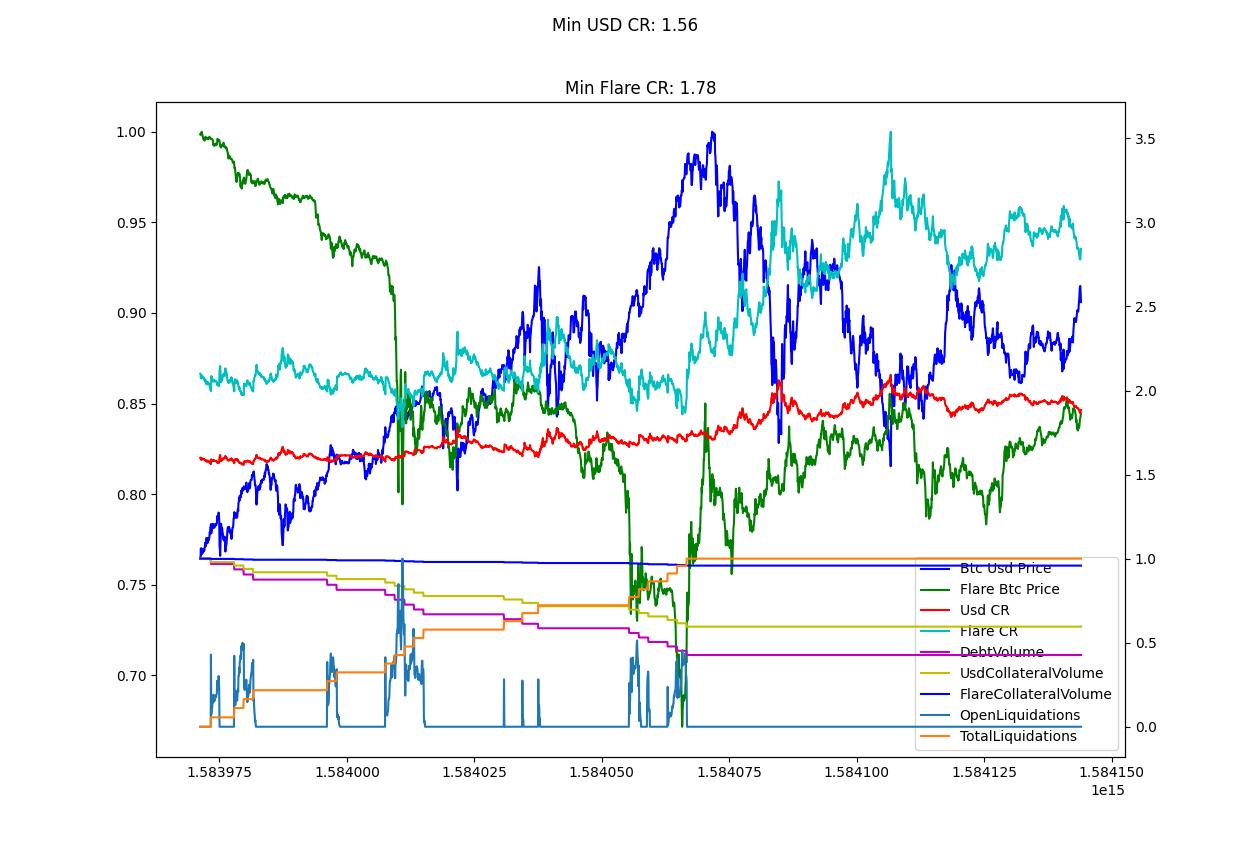 Min USD CR: 1.56
Min Flare CR: 1.78
1.00
0.95
0.90
0.85
0.80
0.75
0.70
3.5
3.0
2.5
2.0
1.5
1.0
0.5
0.0
Btc Usd Price
Flare Btc Price
Usd CR
Flare CR
DebtVolume
UsdCollateralVolume
FlareCollateralVolume
OpenLiquidations
TotalLiquidations
1.583975
1.584000
1.584025
1.584050
1.584075
1.584100
1.584125
1.584150
1e15